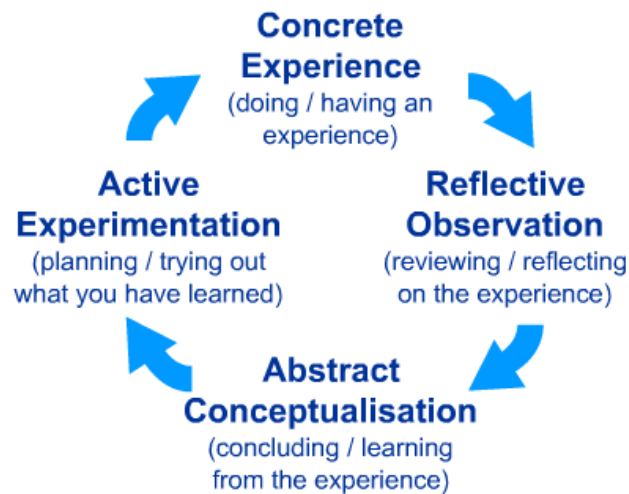 Concrete
Experience
(doing / having an
experience)
Reflective
Observation
(reviewing / reflecting
on the experience)
Abstract
Conceptualisation
(concluding / learning
from the experience)
Active
Experimentation
(planning / trying out
what you have learned)